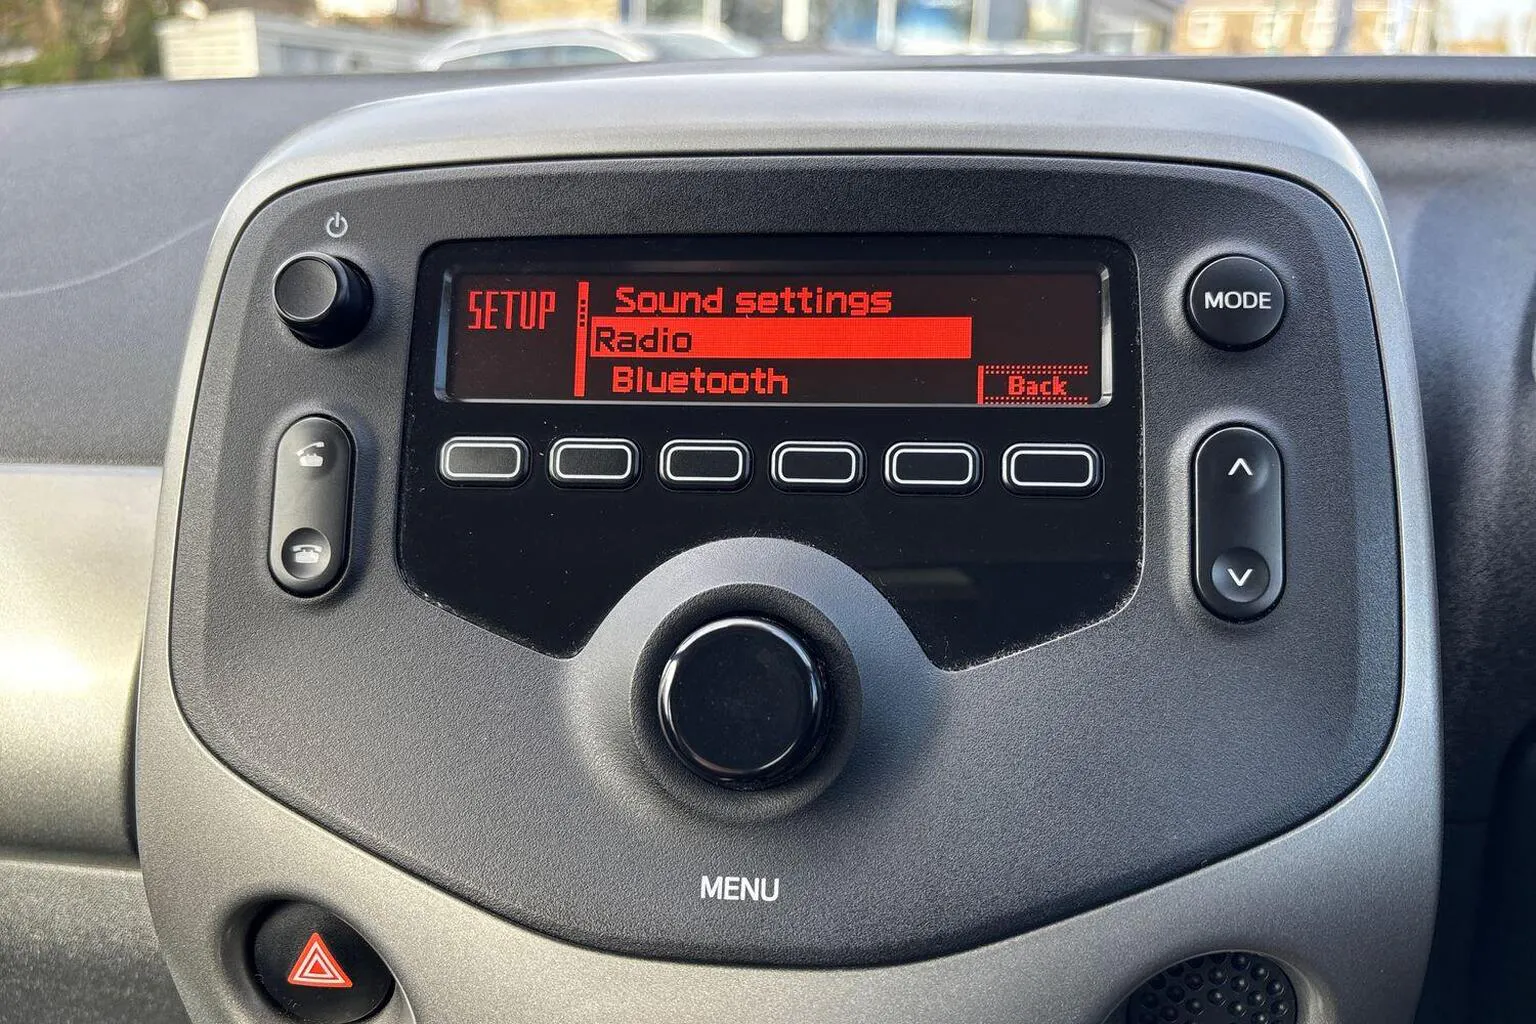 SETUP
Sound settings
Radio
Bluetooth
Back
MODE
MENU